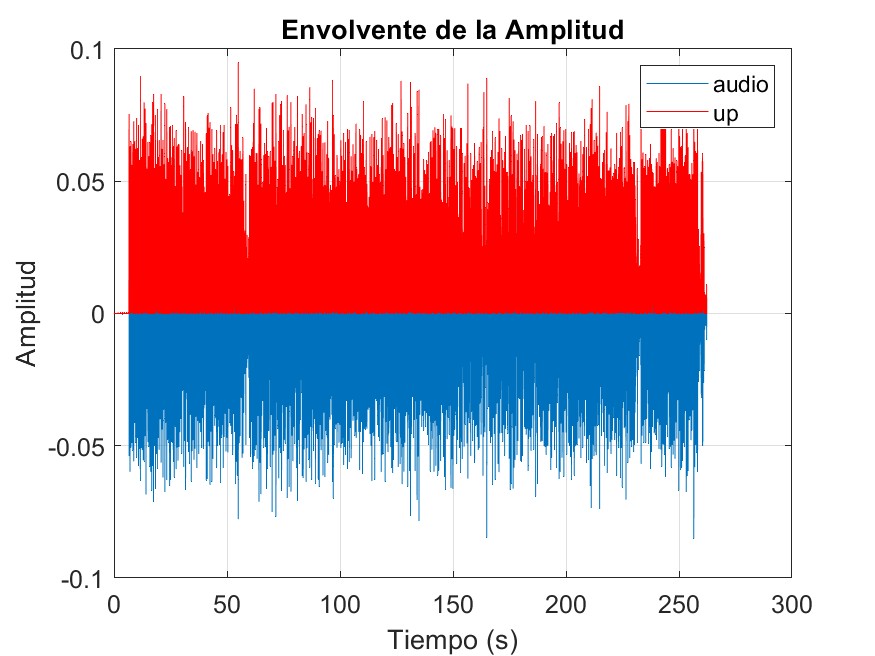 Envolvente de la Amplitud
audio
up
0.1
0.05
0
-0.05
-0.1
Amplitud
0 50 100 150 200 250 300
Tiempo (s)